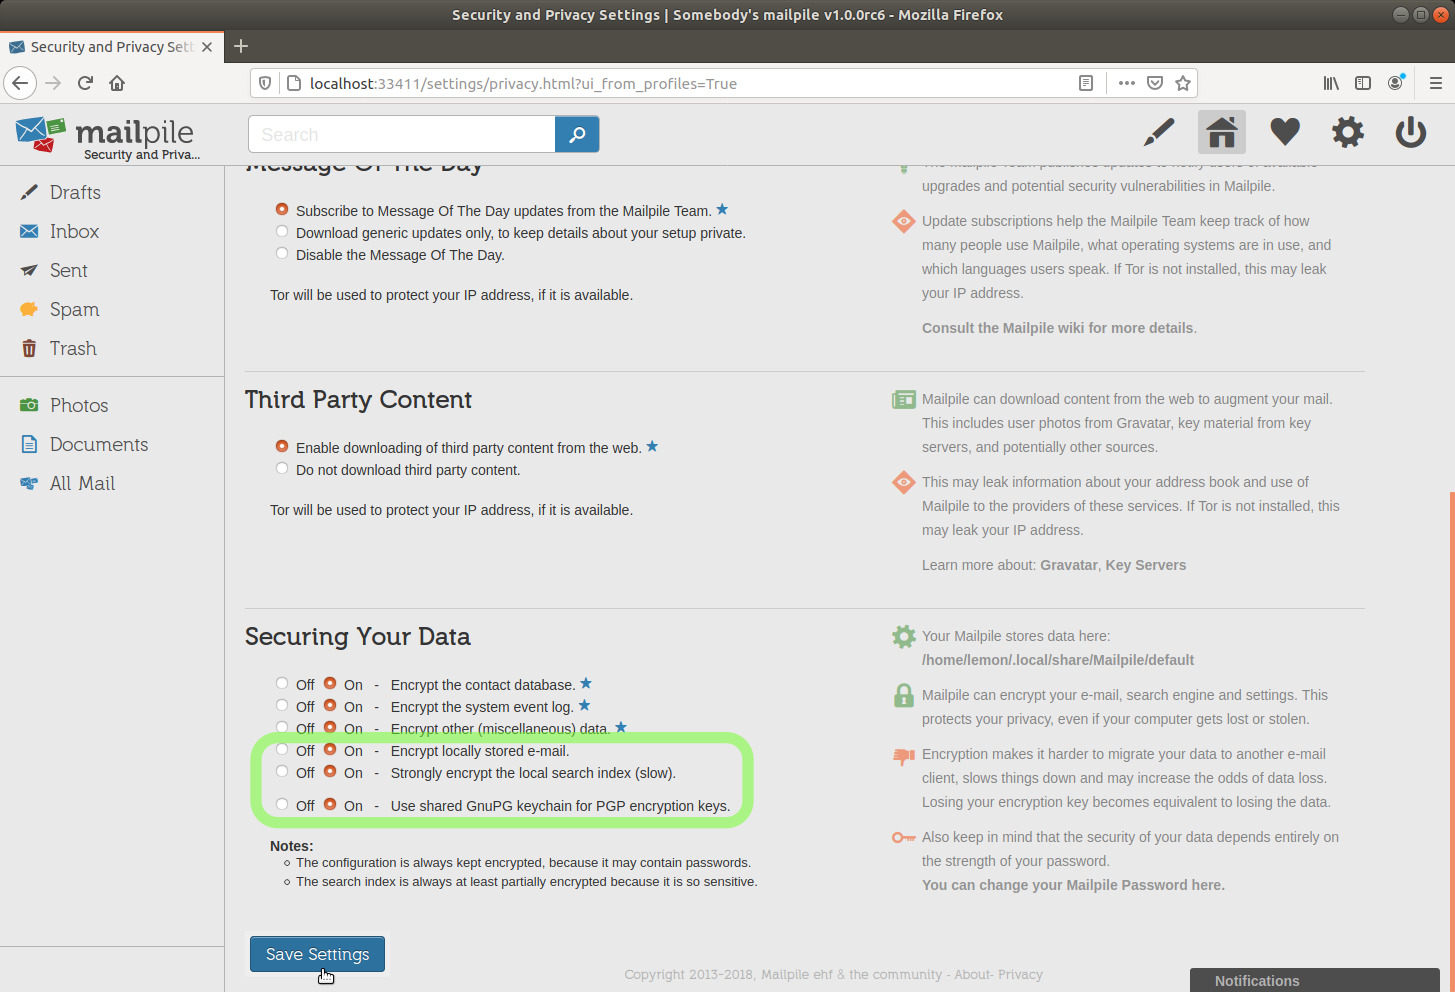 Security and Privacy Settings | Somebody's mailpile v1.0.0rc6 - Mozilla Firefox
Security and Privacy Sett
localhost:33411/settings/privacy.html?ui_from_profiles=True
mailpile
Security and Priva...
Search
Drafts
Inbox
Sent
Spam
Trash
Photos
Documents
All Mail
Message Of The Day
Subscribe to Message Of The Day updates from the Mailpile Team.
Download generic updates only, to keep details about your setup private.
Disable the Message Of The Day.
Tor will be used to protect your IP address, if it is available.
The Mailpile Team publishes updates to notify users of available
upgrades and potential security vulnerabilities in Mailpile.
Update subscriptions help the Mailpile Team keep track of how
many people use Mailpile, what operating systems are in use, and
which languages users speak. If Tor is not installed, this may leak
your IP address.
Consult the Mailpile wiki for more details.
Third Party Content
Enable downloading of third party content from the web.
Do not download third party content.
Tor will be used to protect your IP address, if it is available.
Mailpile can download content from the web to augment your mail.
This includes user photos from Gravatar, key material from key
servers, and potentially other sources.
This may leak information about your address book and use of
Mailpile to the providers of these services. If Tor is not installed, this
may leak your IP address.
Learn more about: Gravatar, Key Servers
Securing Your Data
Off On - Encrypt the contact database.
Off On - Encrypt the system event log.
Off On - Encrypt other (miscellaneous) data.
Off On - Encrypt locally stored e-mail.
Off On - Strongly encrypt the local search index (slow).
Off On - Use shared GnuPG keychain for PGP encryption keys.
Notes:
The configuration is always kept encrypted, because it may contain passwords.
The search index is always at least partially encrypted because it is so sensitive.
Your Mailpile stores data here:
/home/lemon/.local/share/Mailpile/default
Mailpile can encrypt your e-mail, search engine and settings. This
protects your privacy, even if your computer gets lost or stolen.
Encryption makes it harder to migrate your data to another e-mail
client, slows things down and may increase the odds of data loss.
Losing your encryption key becomes equivalent to losing the data.
Also keep in mind that the security of your data depends entirely on
the strength of your password.
You can change your Mailpile Password here.
Save Settings
Copyright 2013-2018, Mailpile ehf & the community - About- Privacy
Notifications